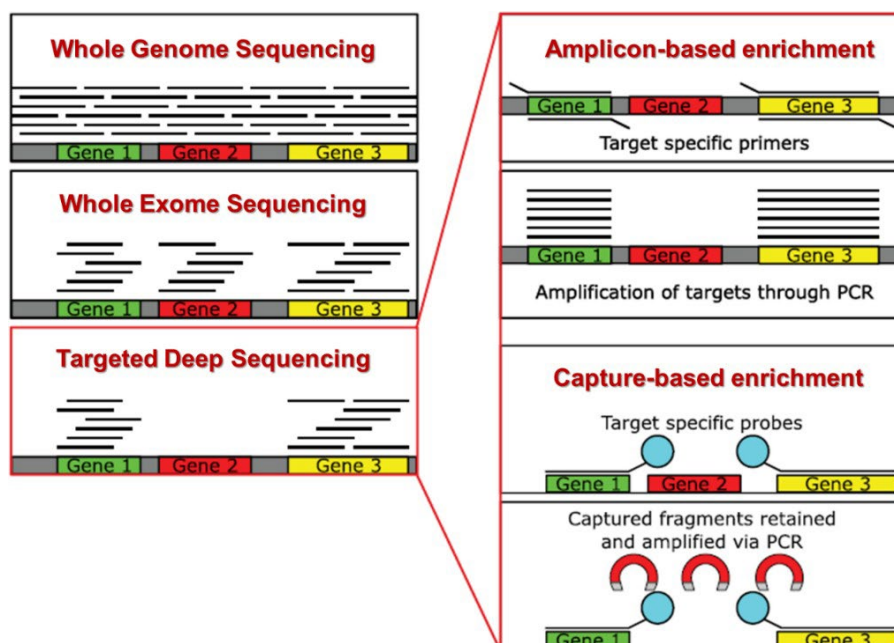 Whole Genome Sequencing
Gene 1 Gene 2 Gene 3
Whole Exome Sequencing
Gene 1 Gene 2 Gene 3
Targeted Deep Sequencing
Gene 1 Gene 2 Gene 3
Amplicon-based enrichment
Gene 1 Gene 2 Gene 3
Target specific primers
Gene 1 Gene 2 Gene 3
Amplification of targets through PCR
Capture-based enrichment
Target specific probes
Gene 1 Gene 2 Gene 3
Captured fragments retained
and amplified via PCR
Gene 1 Gene 3